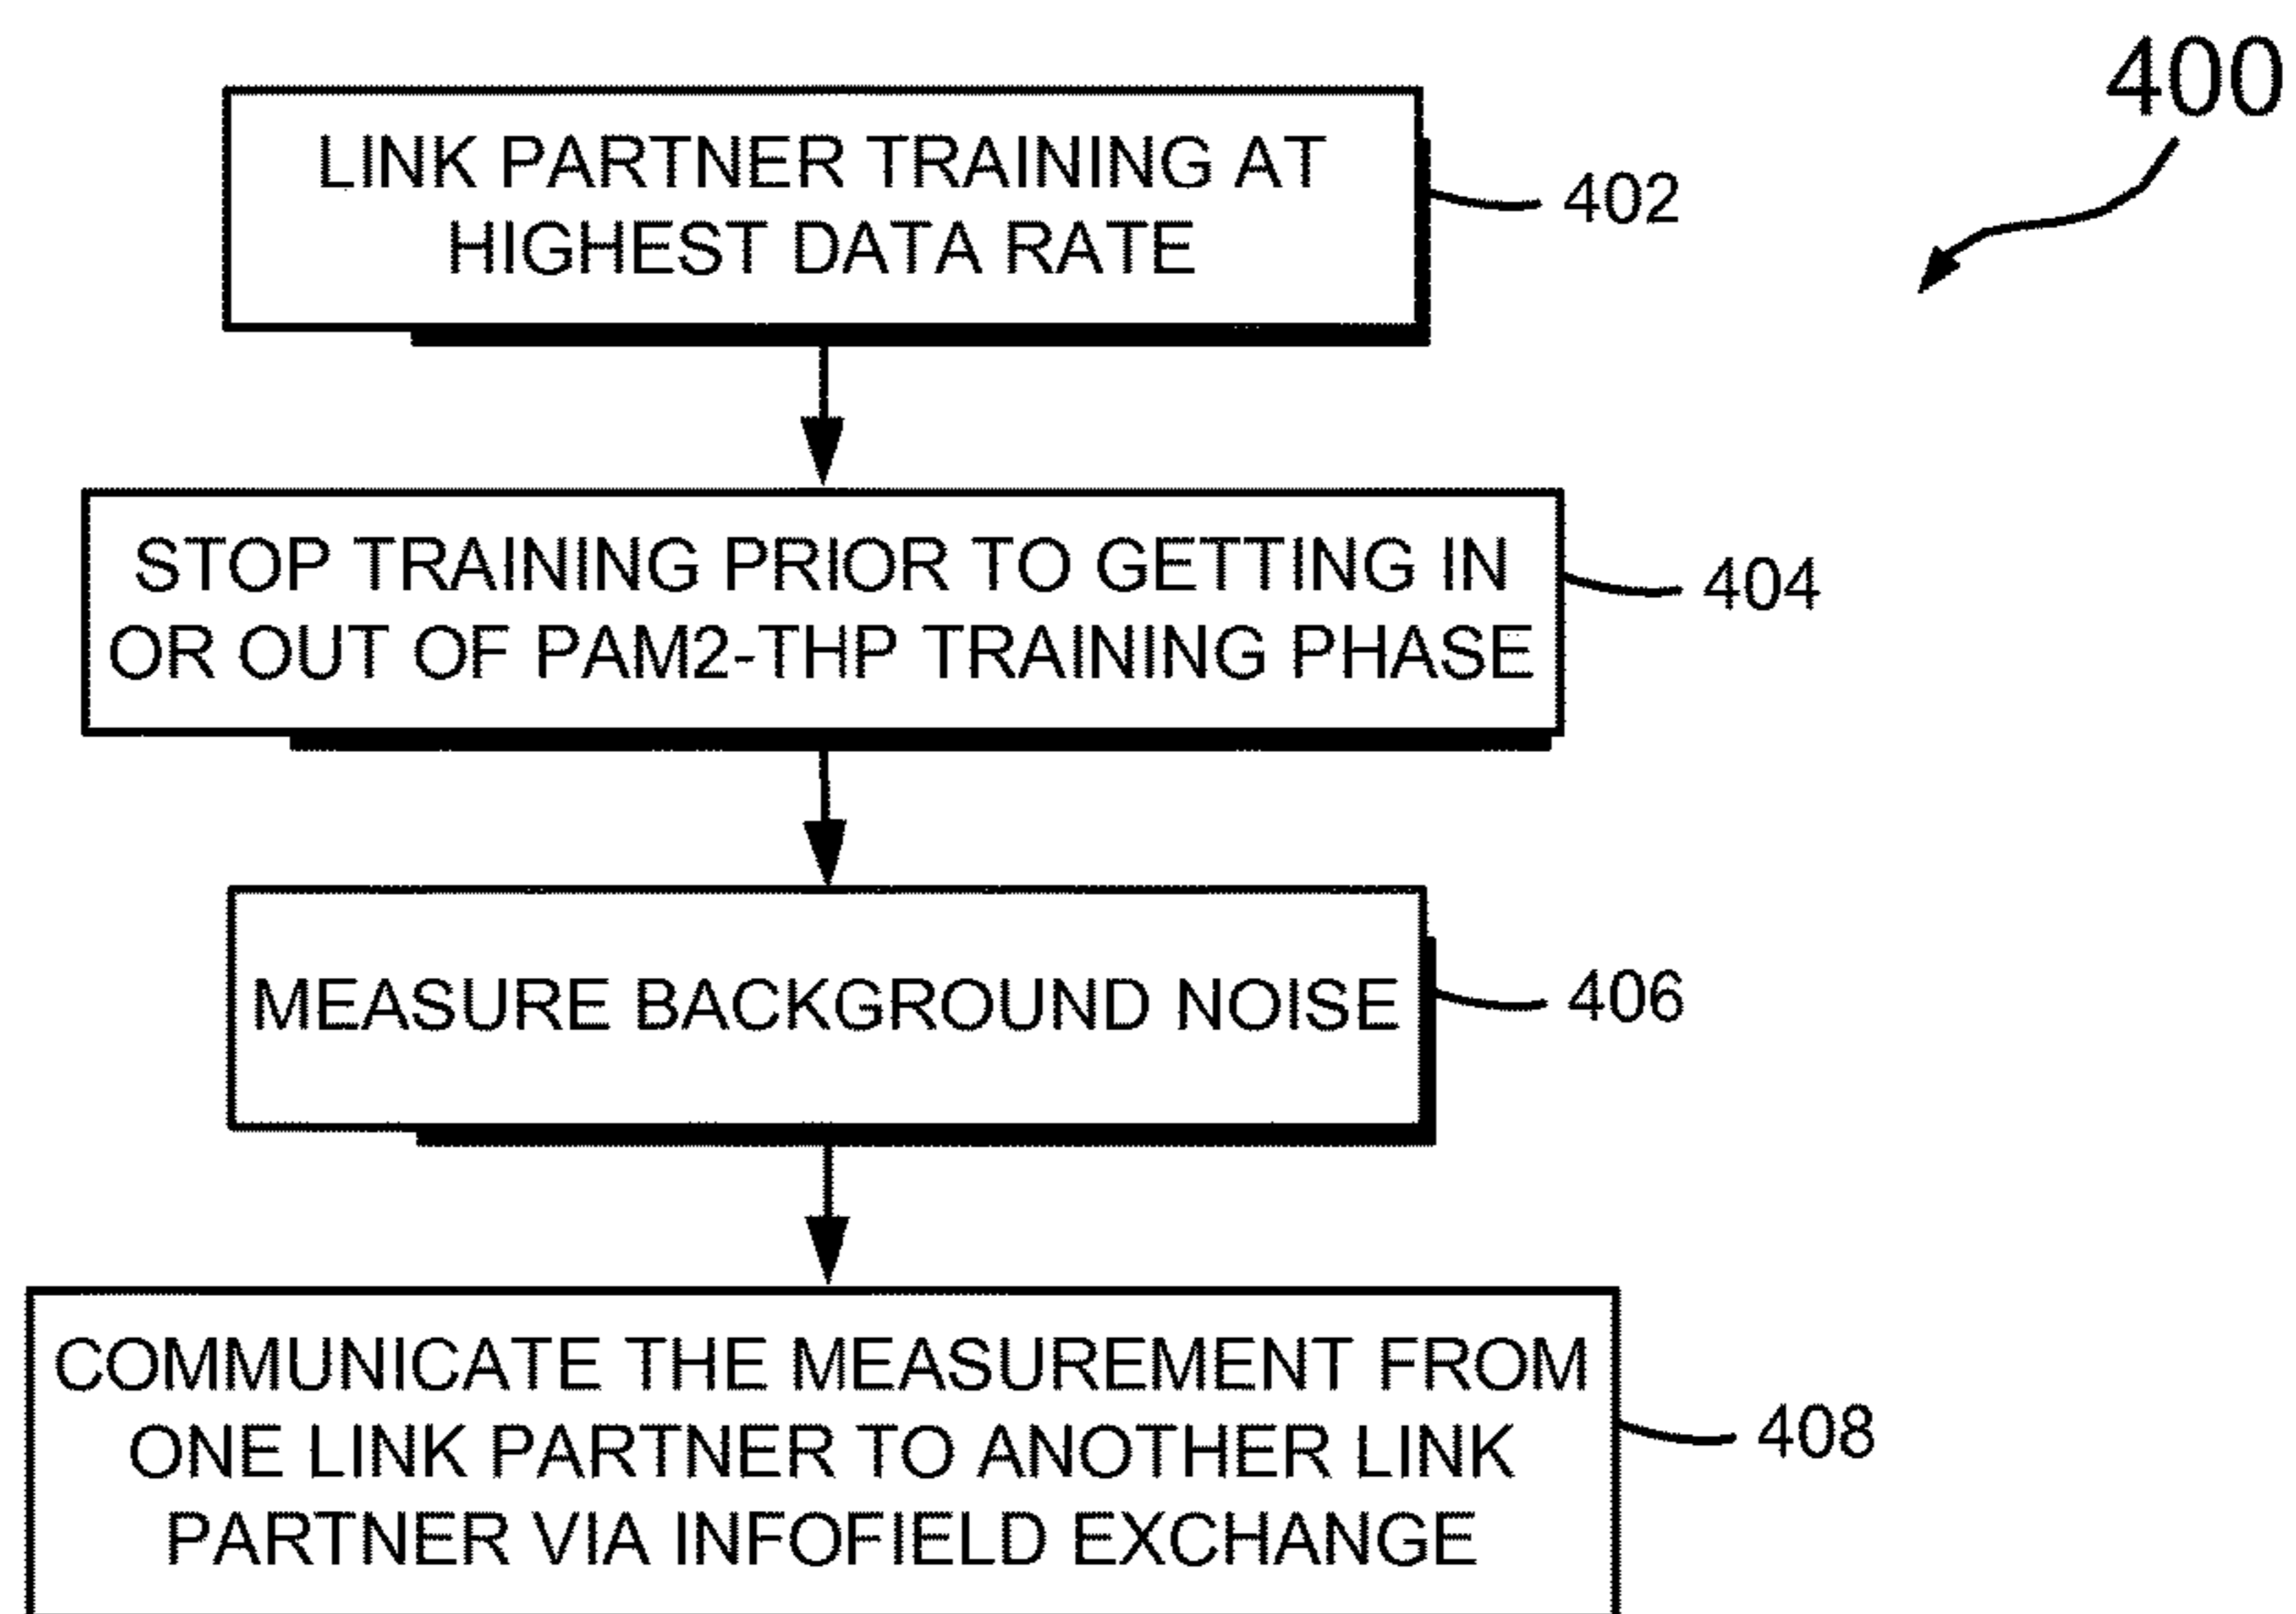 400
LINK PARTNER TRAINING AT
HIGHEST DATA RATE
402
STOP TRAINING PRIOR TO GETTING IN
OR OUT OF PAM2-THP TRAINING PHASE
404
MEASURE BACKGROUND NOISE
406
COMMUNICATE THE MEASUREMENT FROM
ONE LINK PARTNER TO ANOTHER LINK
PARTNER VIA INFOFIELD EXCHANGE
408